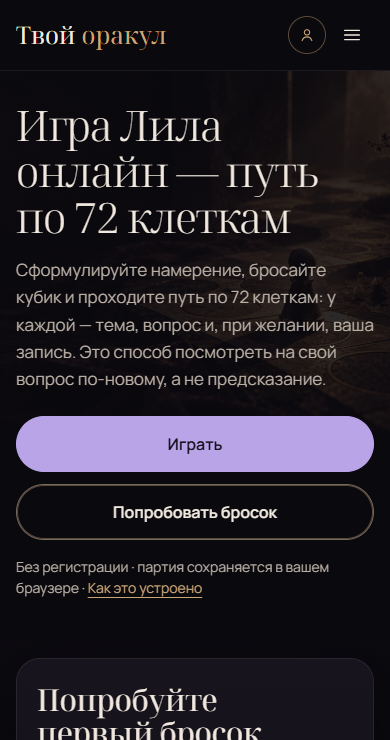 Твой оракул
Игра Лила
онлайн — путь
по 72 клеткам
Сформулируйте намерение, бросайте
кубик и проходите путь по 72 клеткам: у
каждой — тема, вопрос и, при желании, ваша
запись. Это способ посмотреть на свой
вопрос по-новому, а не предсказание.
Играть
Попробовать бросок
Без регистрации · партия сохраняется в вашем
браузере · Как это устроено
Попробуйте
первый бросок